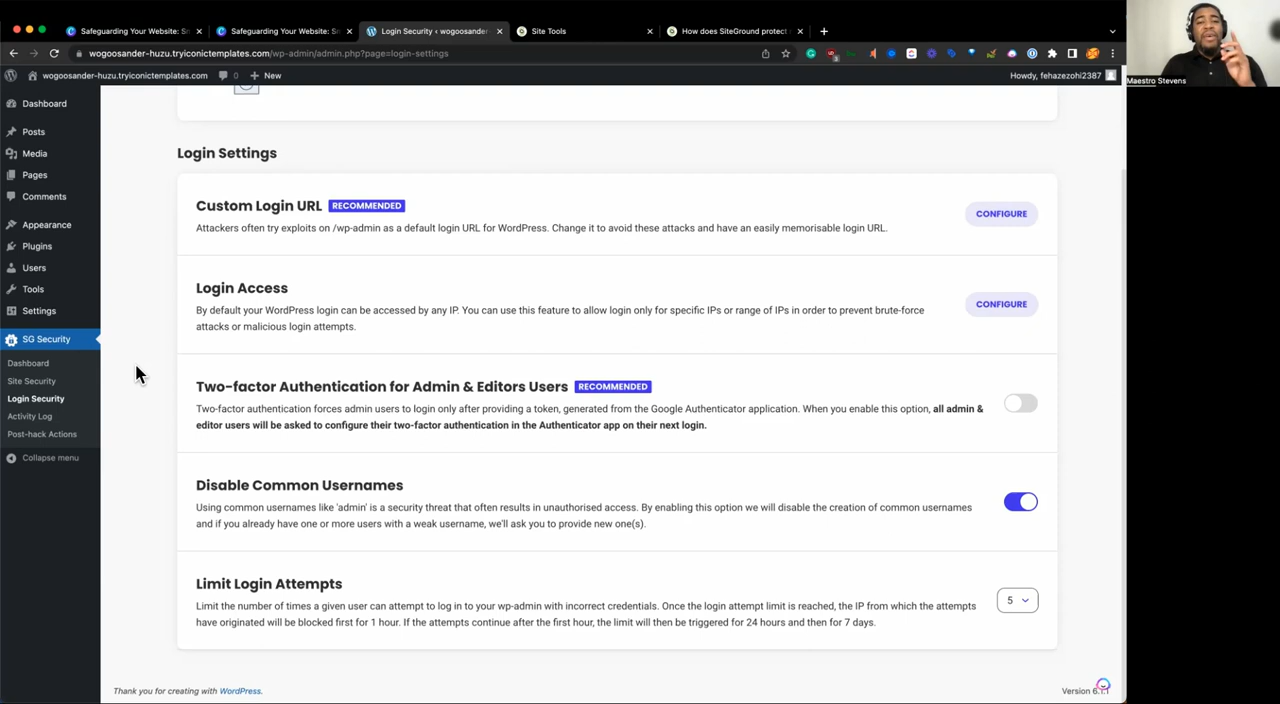 Safeguarding Your Website: S
Safeguarding Your Website: S
Login Security ‹ wogoosander
Site Tools
How does SiteGround protect
wogoosander-huzu.tryiconictemplates.com/wp-admin/admin.php?page=login-settings
Maestro Stevens
wogoosander-huzu.tryiconictemplates.com
0
New
Howdy, fehazezohi2387
Dashboard
Posts
Media
Pages
Comments
Appearance
Plugins
Users
Tools
Settings
SG Security
Dashboard
Site Security
Login Security
Activity Log
Post-hack Actions
Collapse menu
Login Settings
Custom Login URL RECOMMENDED
Attackers often try exploits on /wp-admin as a default login URL for WordPress. Change it to avoid these attacks and have an easily memorisable login URL.
CONFIGURE
Login Access
By default your WordPress login can be accessed by any IP. You can use this feature to allow login only for specific IPs or range of IPs in order to prevent brute-force
attacks or malicious login attempts.
CONFIGURE
Two-factor Authentication for Admin & Editors Users RECOMMENDED
Two-factor authentication forces admin users to login only after providing a token, generated from the Google Authenticator application. When you enable this option, all admin &
editor users will be asked to configure their two-factor authentication in the Authenticator app on their next login.
Disable Common Usernames
Using common usernames like 'admin' is a security threat that often results in unauthorised access. By enabling this option we will disable the creation of common usernames
and if you already have one or more users with a weak username, we'll ask you to provide new one(s).
Limit Login Attempts
Limit the number of times a given user can attempt to log in to your wp-admin with incorrect credentials. Once the login attempt limit is reached, the IP from which the attempts
have originated will be blocked first for 1 hour. If the attempts continue after the first hour, the limit will then be triggered for 24 hours and then for 7 days.
5
Thank you for creating with WordPress.
Version 6.1.1